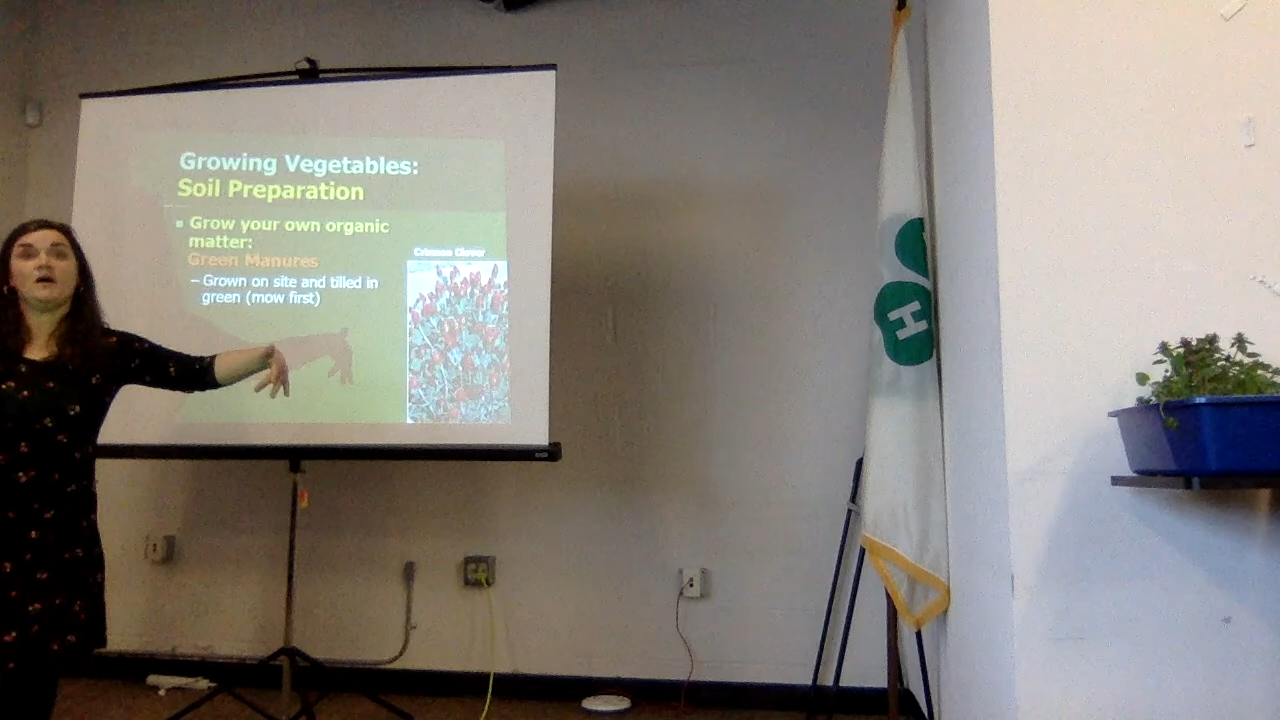 Growing Vegetables:
Soil Preparation
Grow your own organic
matter:
Green Manures
– Grown on site and tilled in
green (mow first)
Crimson Clover
H